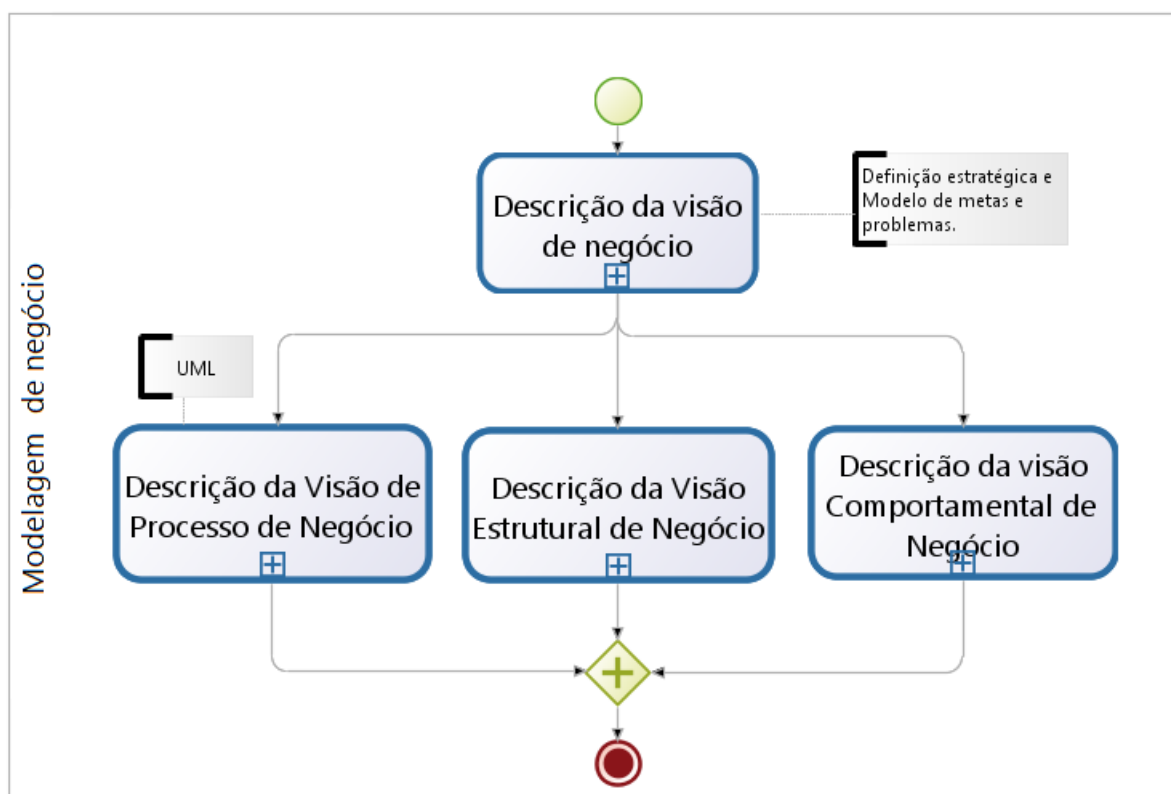 Modelagem de negócio
Descrição da visão
de negócio
Definição estratégica e
Modelo de metas e
problemas.
UML
Descrição da Visão de
Processo de Negócio
Descrição da Visão
Estrutural de Negócio
Descrição da visão
Comportamental de
Negócio